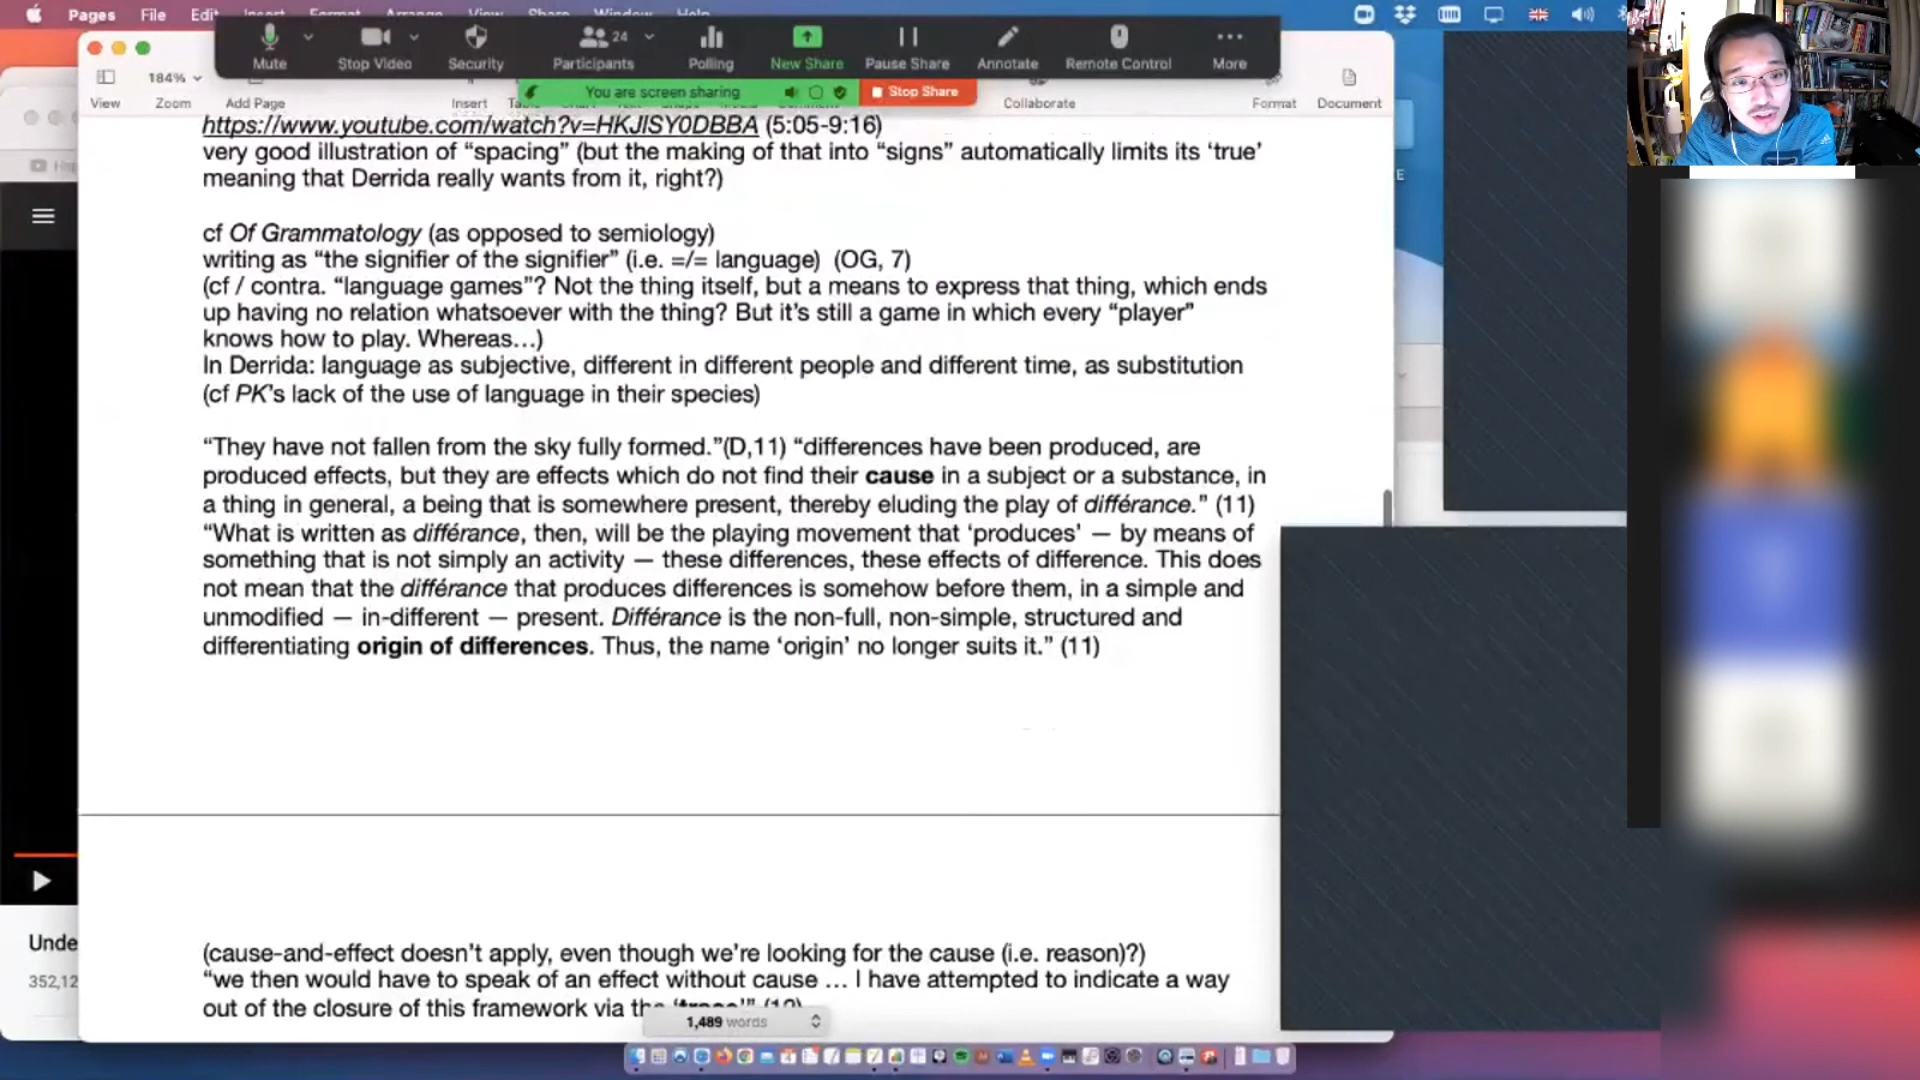 Pages File Edit Insert Format Arrange View Share Window Help
Mute Stop Video Security Participants 24 Polling New Share Pause Share Annotate Remote Control More
You are screen sharing Stop Share
184%
View Zoom Add Page Insert Collaborate Format Document
https://www.youtube.com/watch?v=HKJlSY0DBBA (5:05-9:16)
very good illustration of “spacing” (but the making of that into “signs” automatically limits its ‘true’
meaning that Derrida really wants from it, right?)
cf Of Grammatology (as opposed to semiology)
writing as “the signifier of the signifier” (i.e. =/= language) (OG, 7)
(cf / contra. “language games”? Not the thing itself, but a means to express that thing, which ends
up having no relation whatsoever with the thing? But it’s still a game in which every “player”
knows how to play. Whereas…)
In Derrida: language as subjective, different in different people and different time, as substitution
(cf PK’s lack of the use of language in their species)
“They have not fallen from the sky fully formed.”(D,11) “differences have been produced, are
produced effects, but they are effects which do not find their cause in a subject or a substance, in
a thing in general, a being that is somewhere present, thereby eluding the play of différance.” (11)
“What is written as différance, then, will be the playing movement that ‘produces’ — by means of
something that is not simply an activity — these differences, these effects of difference. This does
not mean that the différance that produces differences is somehow before them, in a simple and
unmodified — in-different — present. Différance is the non-full, non-simple, structured and
differentiating origin of differences. Thus, the name ‘origin’ no longer suits it.” (11)
(cause-and-effect doesn’t apply, even though we’re looking for the cause (i.e. reason)?)
“we then would have to speak of an effect without cause … I have attempted to indicate a way
out of the closure of this framework via the ‘trace’” (12)
1,489 words
Unde
352,12